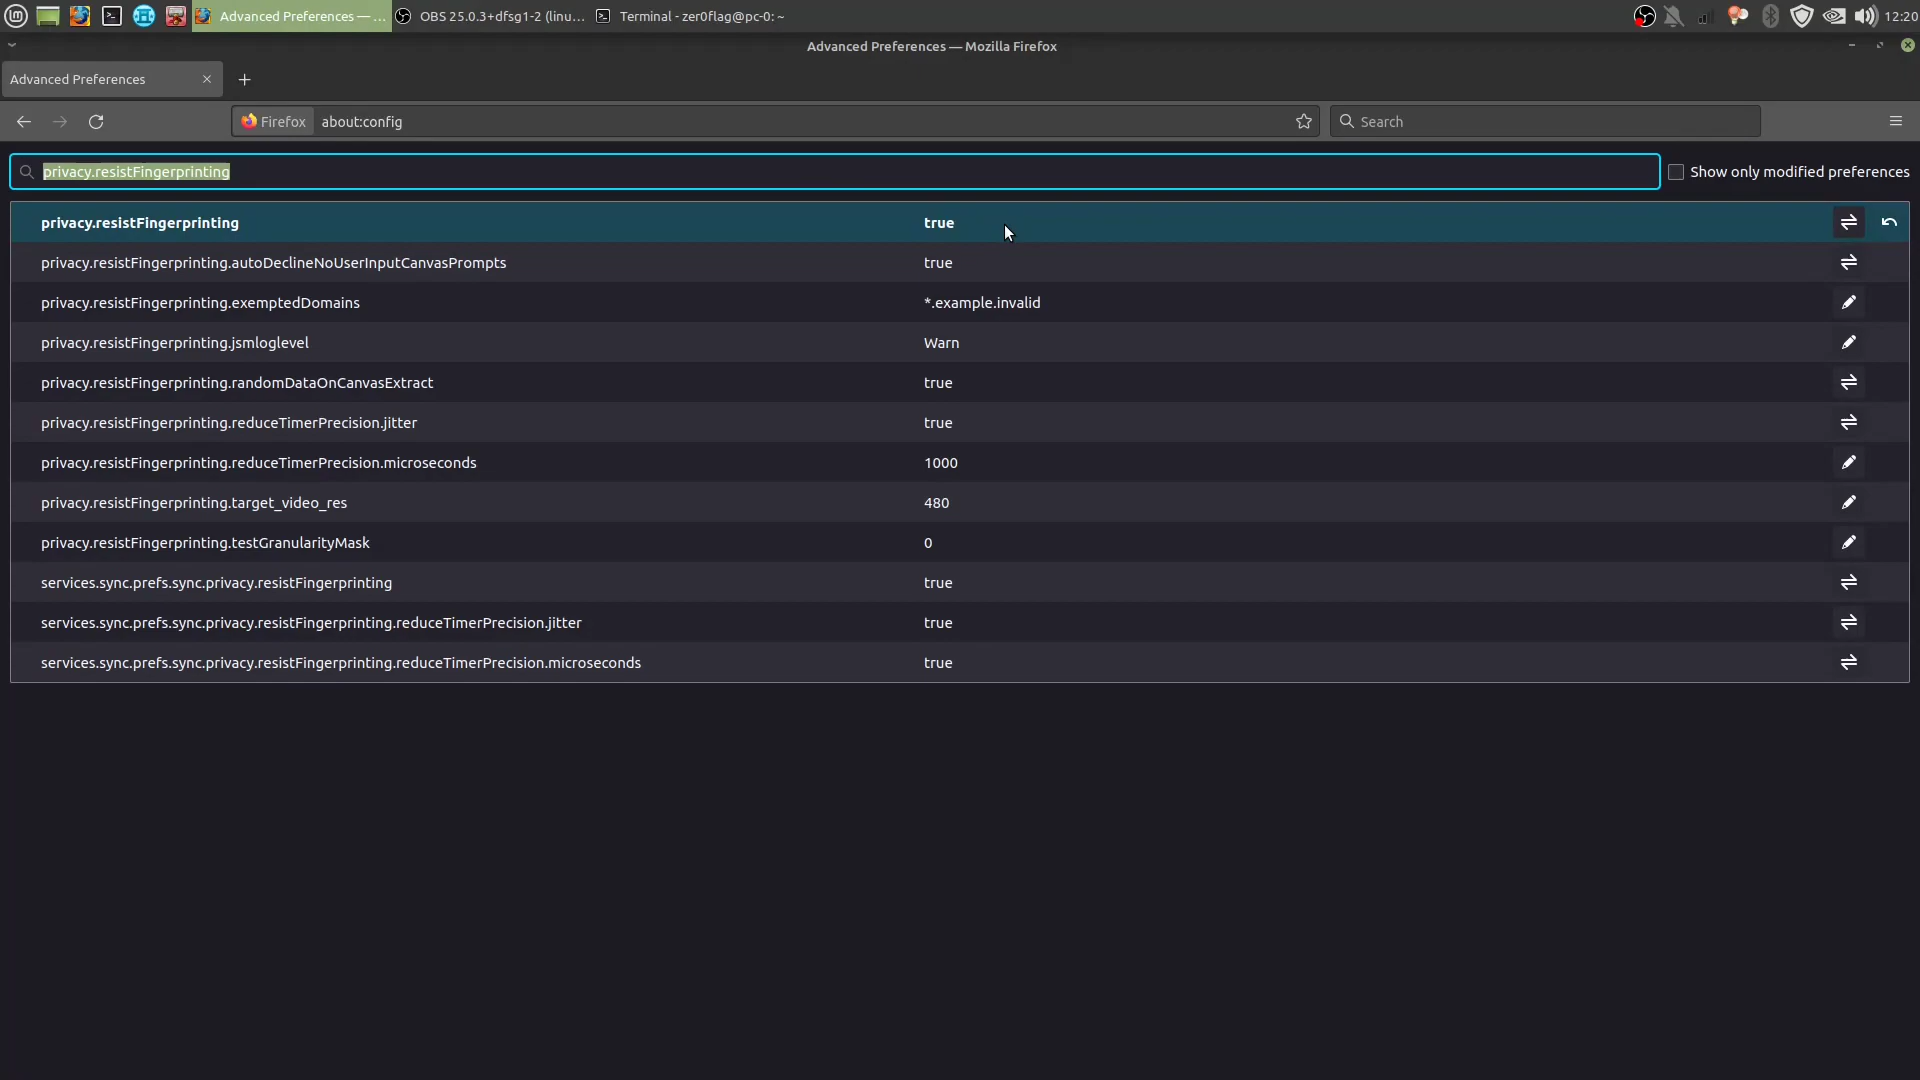 Advanced Preferences — ...
OBS 25.0.3+dfsg1-2 (linu...
Terminal - zer0flag@pc-0: ~
12:20
Advanced Preferences — Mozilla Firefox
Advanced Preferences
Firefox
about:config
Search
privacy.resistFingerprinting
Show only modified preferences
privacy.resistFingerprinting true
privacy.resistFingerprinting.autoDeclineNoUserInputCanvasPrompts true
privacy.resistFingerprinting.exemptedDomains *.example.invalid
privacy.resistFingerprinting.jsmloglevel Warn
privacy.resistFingerprinting.randomDataOnCanvasExtract true
privacy.resistFingerprinting.reduceTimerPrecision.jitter true
privacy.resistFingerprinting.reduceTimerPrecision.microseconds 1000
privacy.resistFingerprinting.target_video_res 480
privacy.resistFingerprinting.testGranularityMask 0
services.sync.prefs.sync.privacy.resistFingerprinting true
services.sync.prefs.sync.privacy.resistFingerprinting.reduceTimerPrecision.jitter true
services.sync.prefs.sync.privacy.resistFingerprinting.reduceTimerPrecision.microseconds true